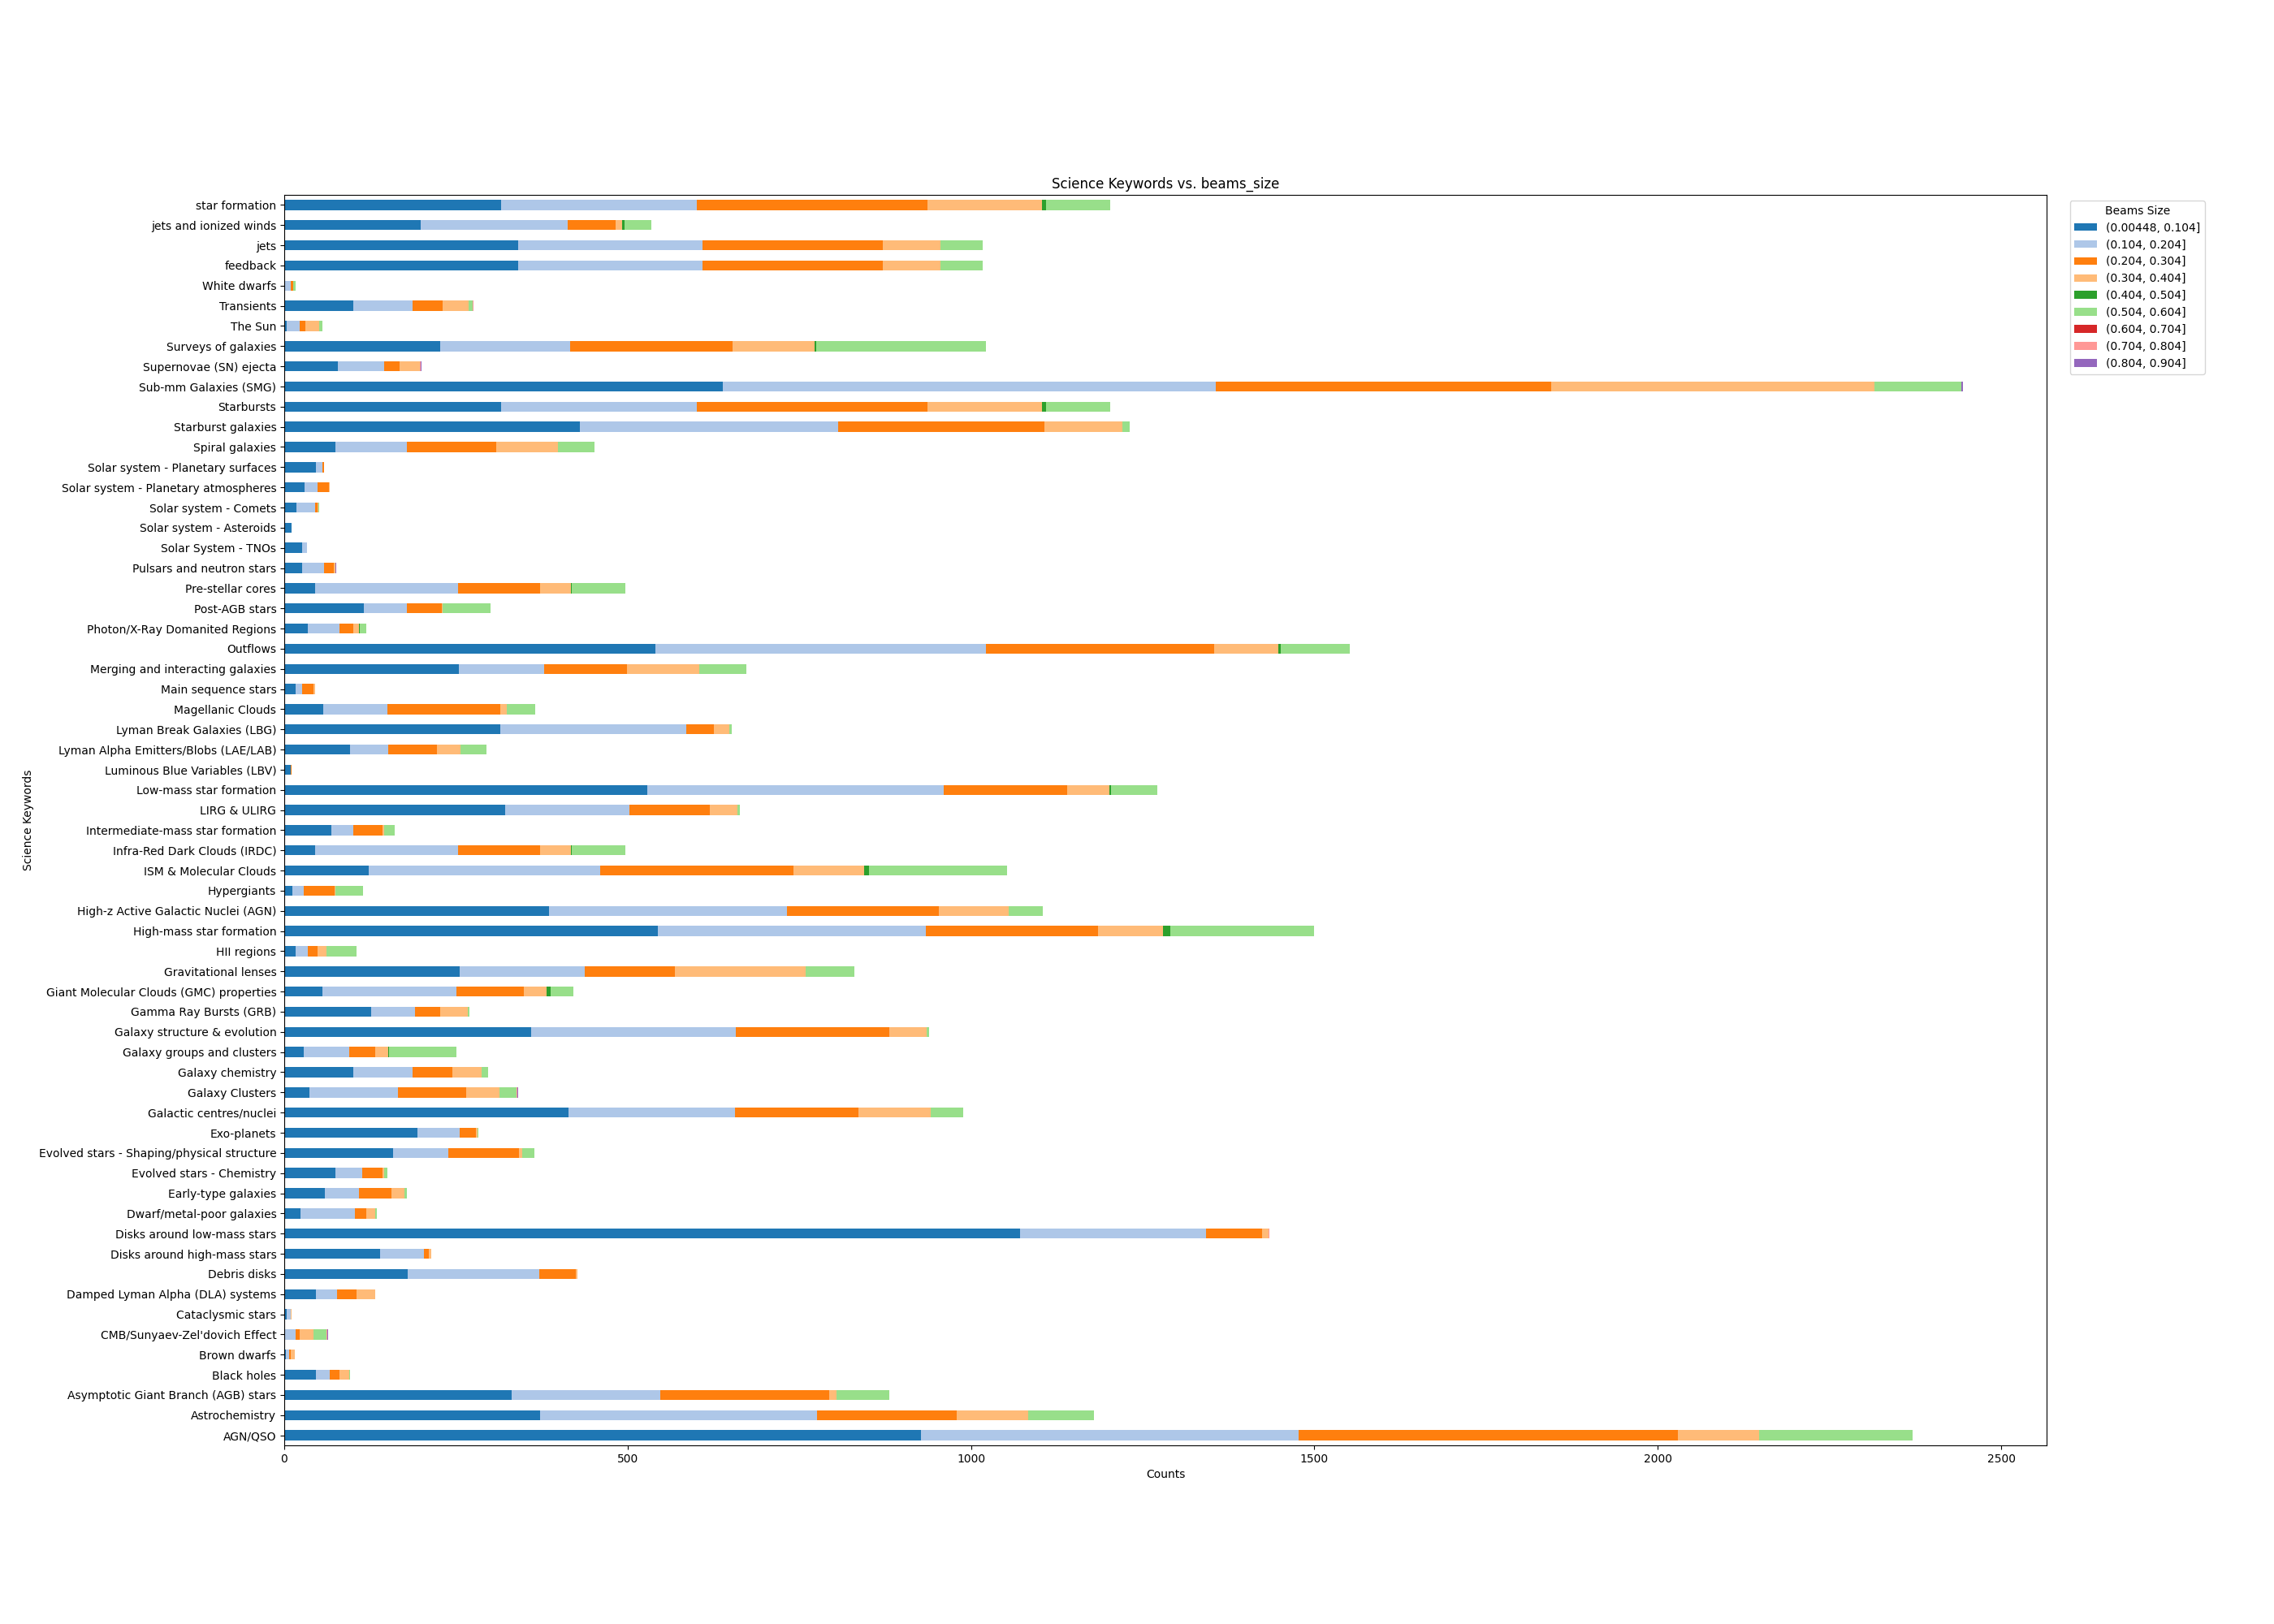 Science Keywords vs. beams_size
star formation
jets and ionized winds
jets
feedback
White dwarfs
Transients
The Sun
Surveys of galaxies
Supernovae (SN) ejecta
Sub-mm Galaxies (SMG)
Starbursts
Starburst galaxies
Spiral galaxies
Solar system - Planetary surfaces
Solar system - Planetary atmospheres
Solar system - Comets
Solar system - Asteroids
Solar System - TNOs
Pulsars and neutron stars
Pre-stellar cores
Post-AGB stars
Photon/X-Ray Domanited Regions
Outflows
Merging and interacting galaxies
Main sequence stars
Magellanic Clouds
Lyman Break Galaxies (LBG)
Lyman Alpha Emitters/Blobs (LAE/LAB)
Luminous Blue Variables (LBV)
Low-mass star formation
LIRG & ULIRG
Intermediate-mass star formation
Infra-Red Dark Clouds (IRDC)
ISM & Molecular Clouds
Hypergiants
High-z Active Galactic Nuclei (AGN)
High-mass star formation
HII regions
Gravitational lenses
Giant Molecular Clouds (GMC) properties
Gamma Ray Bursts (GRB)
Galaxy structure & evolution
Galaxy groups and clusters
Galaxy chemistry
Galaxy Clusters
Galactic centres/nuclei
Exo-planets
Evolved stars - Shaping/physical structure
Evolved stars - Chemistry
Early-type galaxies
Dwarf/metal-poor galaxies
Disks around low-mass stars
Disks around high-mass stars
Debris disks
Damped Lyman Alpha (DLA) systems
Cataclysmic stars
CMB/Sunyaev-Zel'dovich Effect
Brown dwarfs
Black holes
Asymptotic Giant Branch (AGB) stars
Astrochemistry
AGN/QSO
Science Keywords
0 500 1000 1500 2000 2500
Counts
Beams Size
(0.00448, 0.104]
(0.104, 0.204]
(0.204, 0.304]
(0.304, 0.404]
(0.404, 0.504]
(0.504, 0.604]
(0.604, 0.704]
(0.704, 0.804]
(0.804, 0.904]